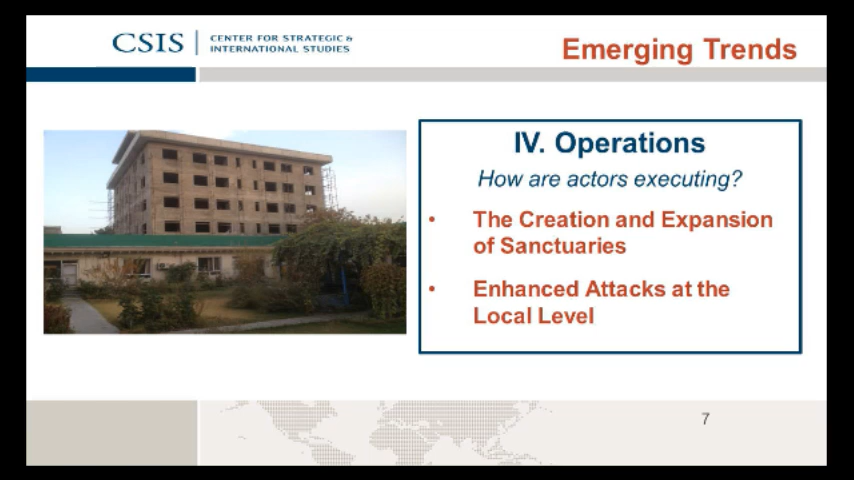 CSIS
CENTER FOR STRATEGIC &
INTERNATIONAL STUDIES
Emerging Trends
IV. Operations
How are actors executing?
• The Creation and Expansion
of Sanctuaries
• Enhanced Attacks at the
Local Level
7